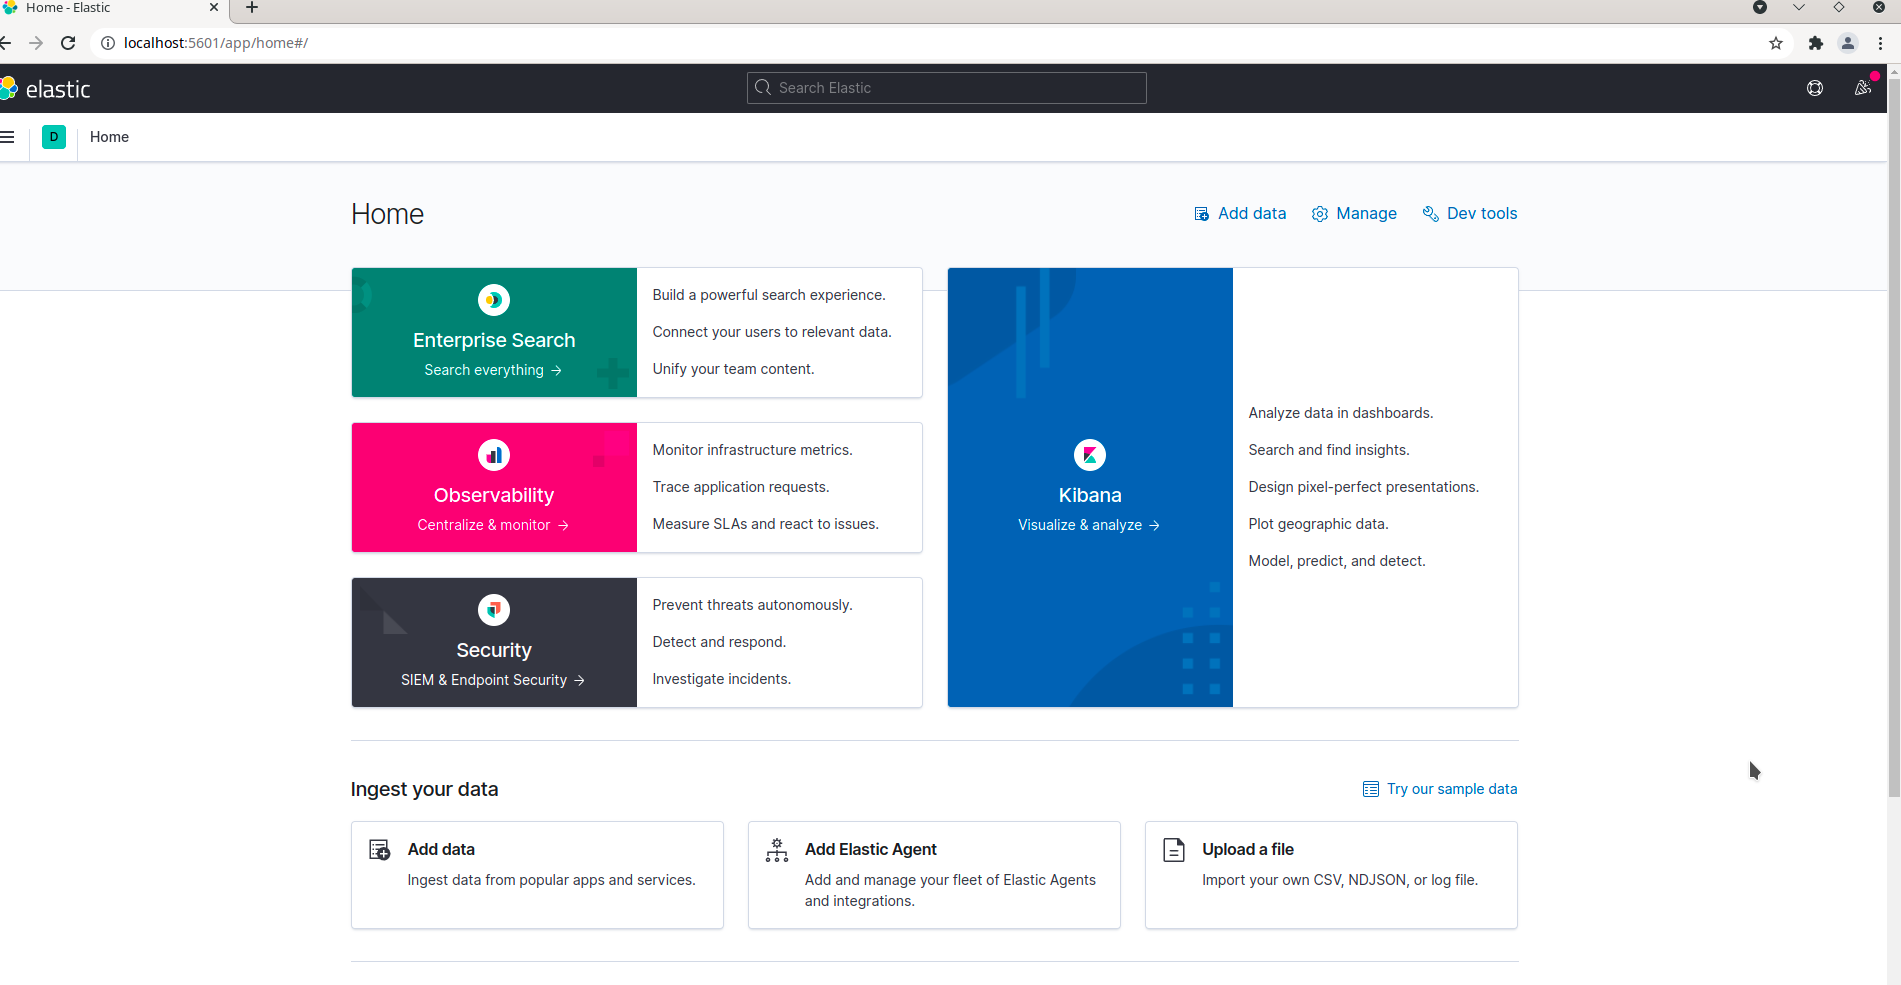 Home - Elastic
localhost:5601/app/home#/
elastic
Search Elastic
D
Home
Home
Add data
Manage
Dev tools
Enterprise Search
Search everything →
Build a powerful search experience.
Connect your users to relevant data.
Unify your team content.
Observability
Centralize & monitor →
Monitor infrastructure metrics.
Trace application requests.
Measure SLAs and react to issues.
Security
SIEM & Endpoint Security →
Prevent threats autonomously.
Detect and respond.
Investigate incidents.
Kibana
Visualize & analyze →
Analyze data in dashboards.
Search and find insights.
Design pixel-perfect presentations.
Plot geographic data.
Model, predict, and detect.
Ingest your data
Try our sample data
Add data
Ingest data from popular apps and services.
Add Elastic Agent
Add and manage your fleet of Elastic Agents
and integrations.
Upload a file
Import your own CSV, NDJSON, or log file.